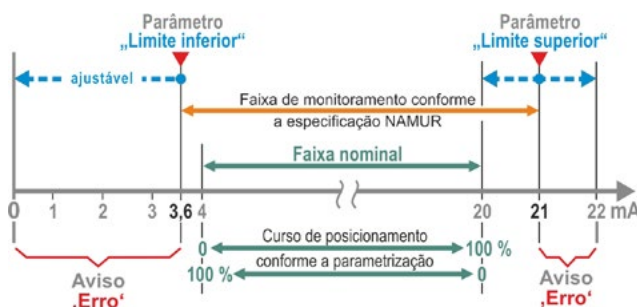 Parâmetro
„Limite inferior“
Parâmetro
„Limite superior“
ajustável
Faixa de monitoramento conforme
a especificação NAMUR
Faixa nominal
0 1 2 3 3,6 4 20 21 22 mA
0 Curso de posicionamento 100 %
100 % conforme a parametrização 0
Aviso
‚Erro‘
Aviso
‚Erro‘